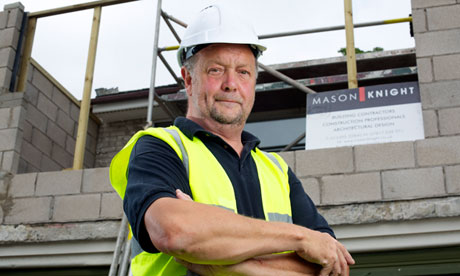 MASON KNIGHT
BUILDING CONTRACTORS,
CONSTRUCTION PROFESSIONALS,
ARCHITECTURAL DESIGN.